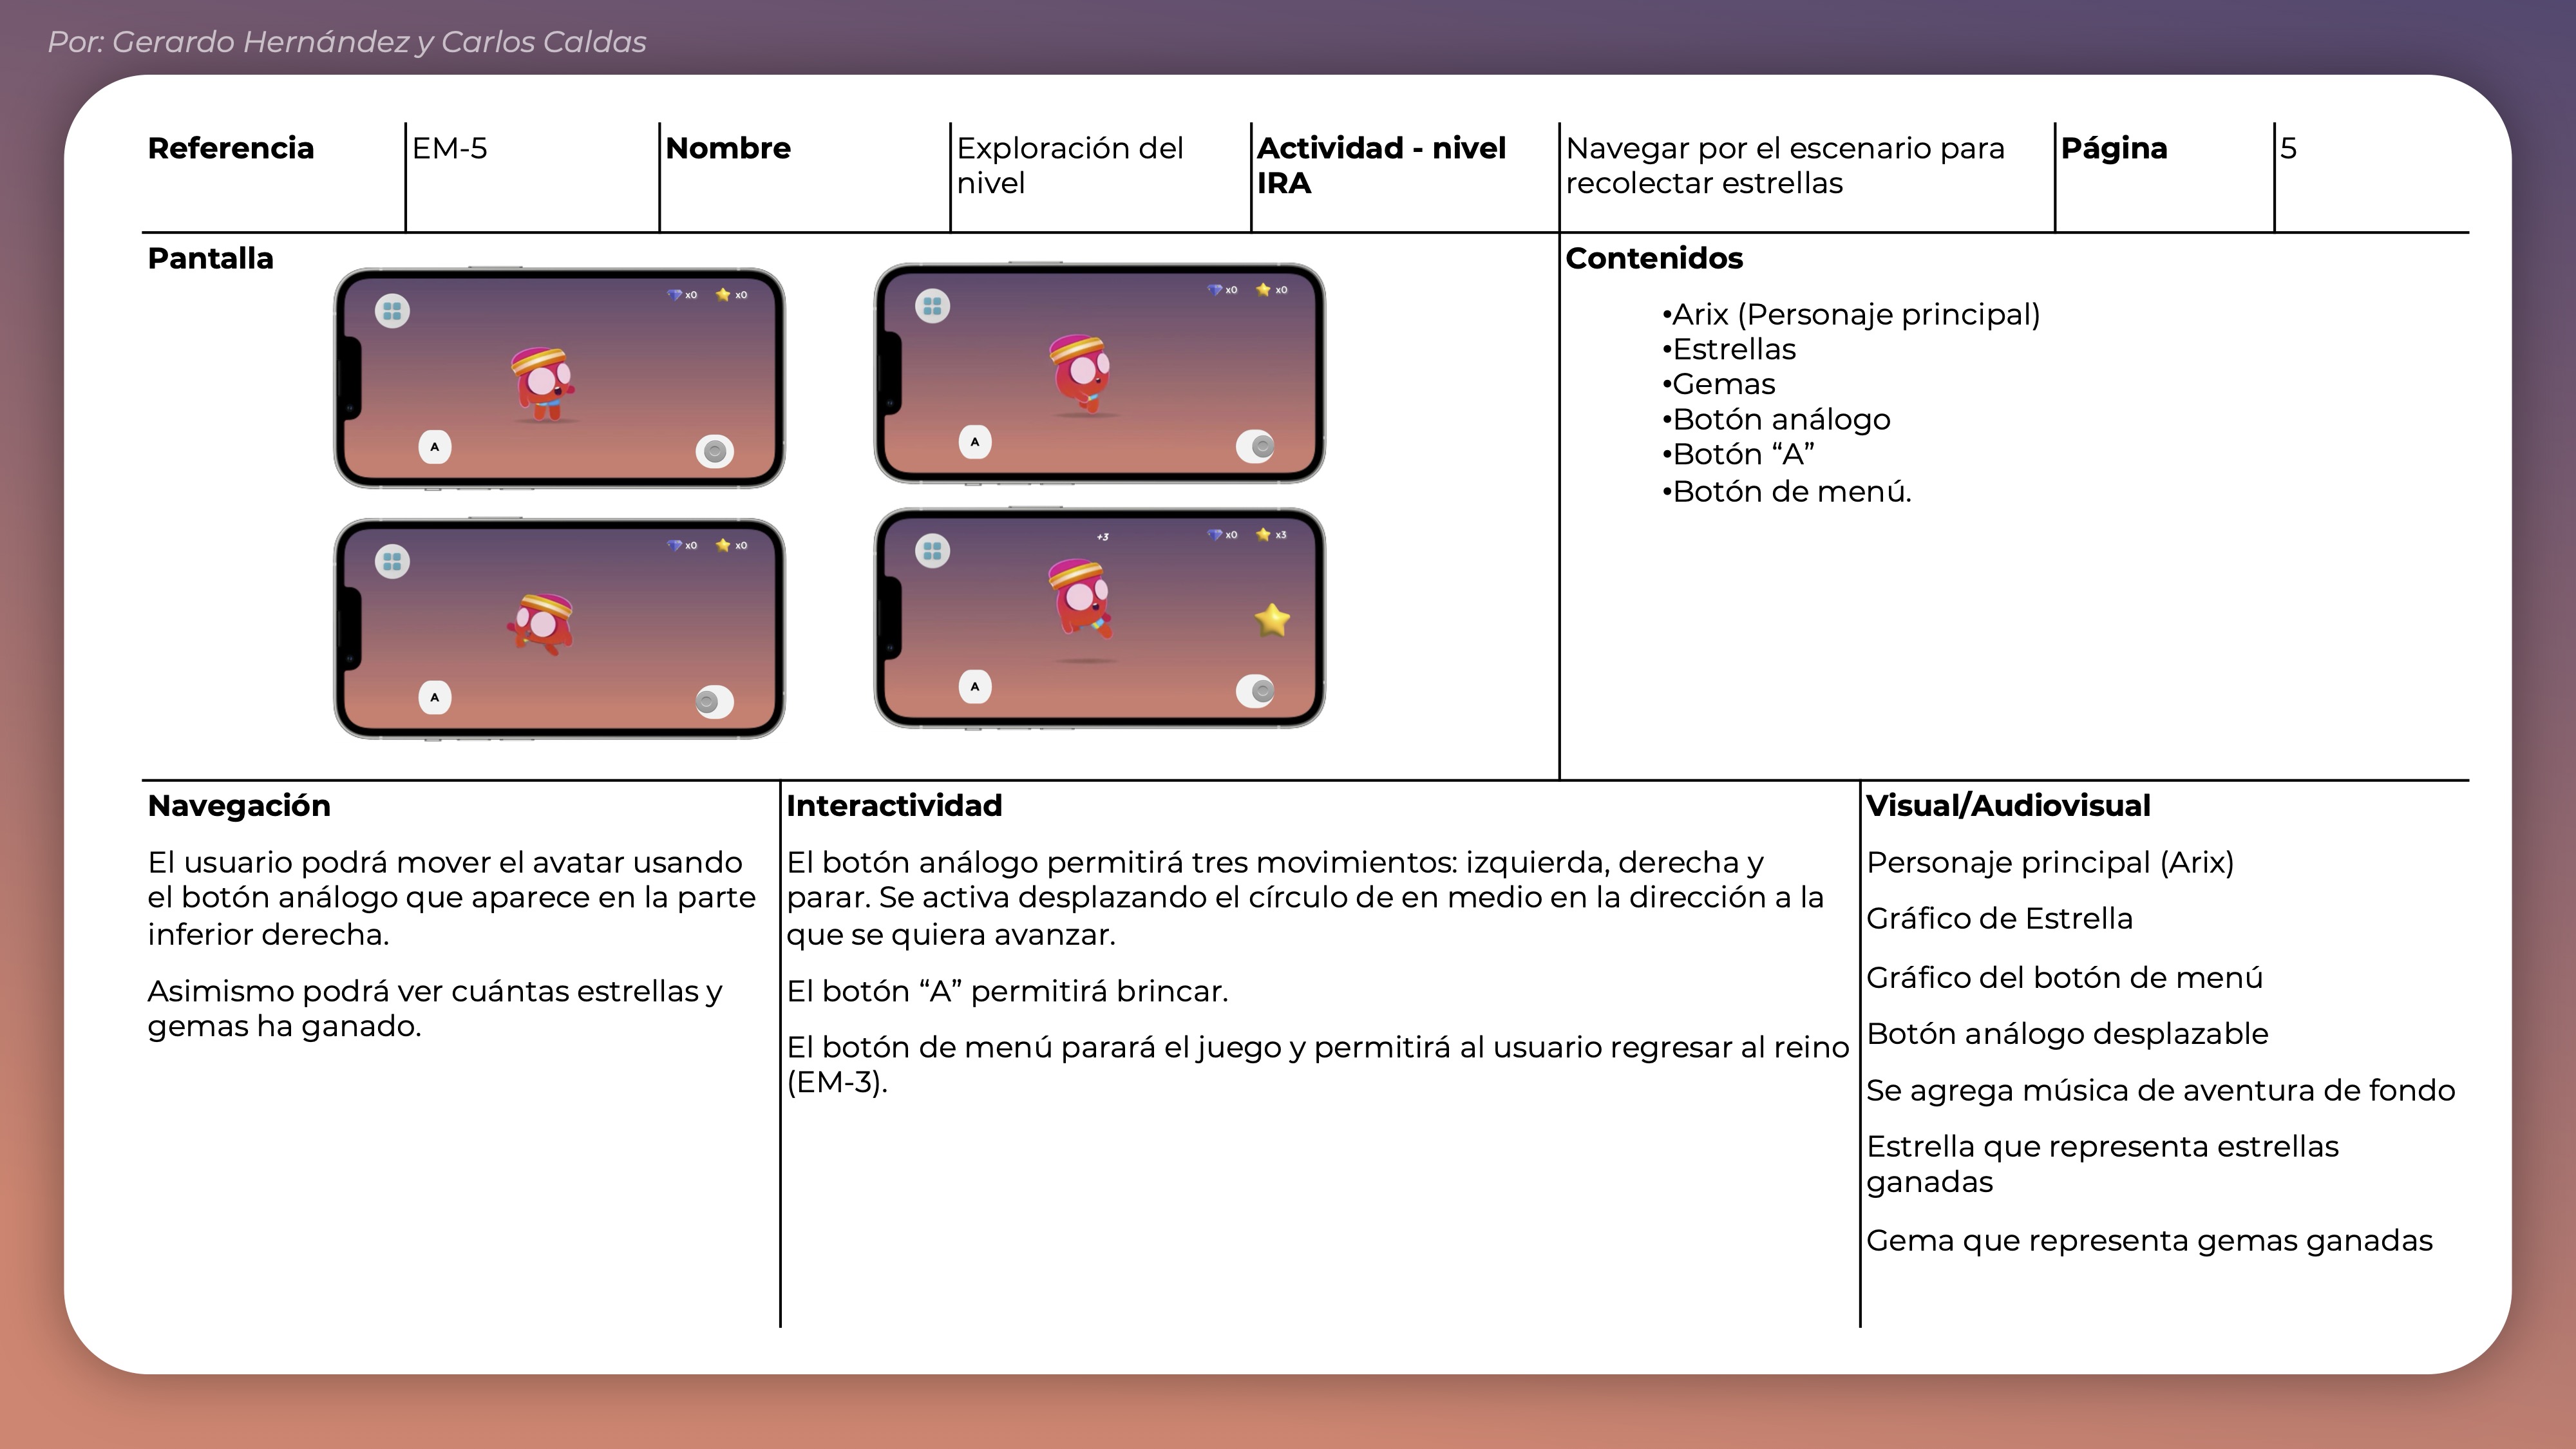 Por: Gerardo Hernández y Carlos Caldas
Referencia
EM-5
Nombre
Exploración del
nivel
Actividad - nivel
IRA
Navegar por el escenario para
recolectar estrellas
Página
5
Pantalla
x0
x0
A
x0
x0
A
x0
x0
A
+3
x0
x3
A
Contenidos
•Arix (Personaje principal)
•Estrellas
•Gemas
•Botón análogo
•Botón “A”
•Botón de menú.
Navegación
El usuario podrá mover el avatar usando
el botón análogo que aparece en la parte
inferior derecha.
Asimismo podrá ver cuántas estrellas y
gemas ha ganado.
Interactividad
El botón análogo permitirá tres movimientos: izquierda, derecha y
parar. Se activa desplazando el círculo de en medio en la dirección a la
que se quiera avanzar.
El botón “A” permitirá brincar.
El botón de menú parará el juego y permitirá al usuario regresar al reino
(EM-3).
Visual/Audiovisual
Personaje principal (Arix)
Gráfico de Estrella
Gráfico del botón de menú
Botón análogo desplazable
Se agrega música de aventura de fondo
Estrella que representa estrellas
ganadas
Gema que representa gemas ganadas